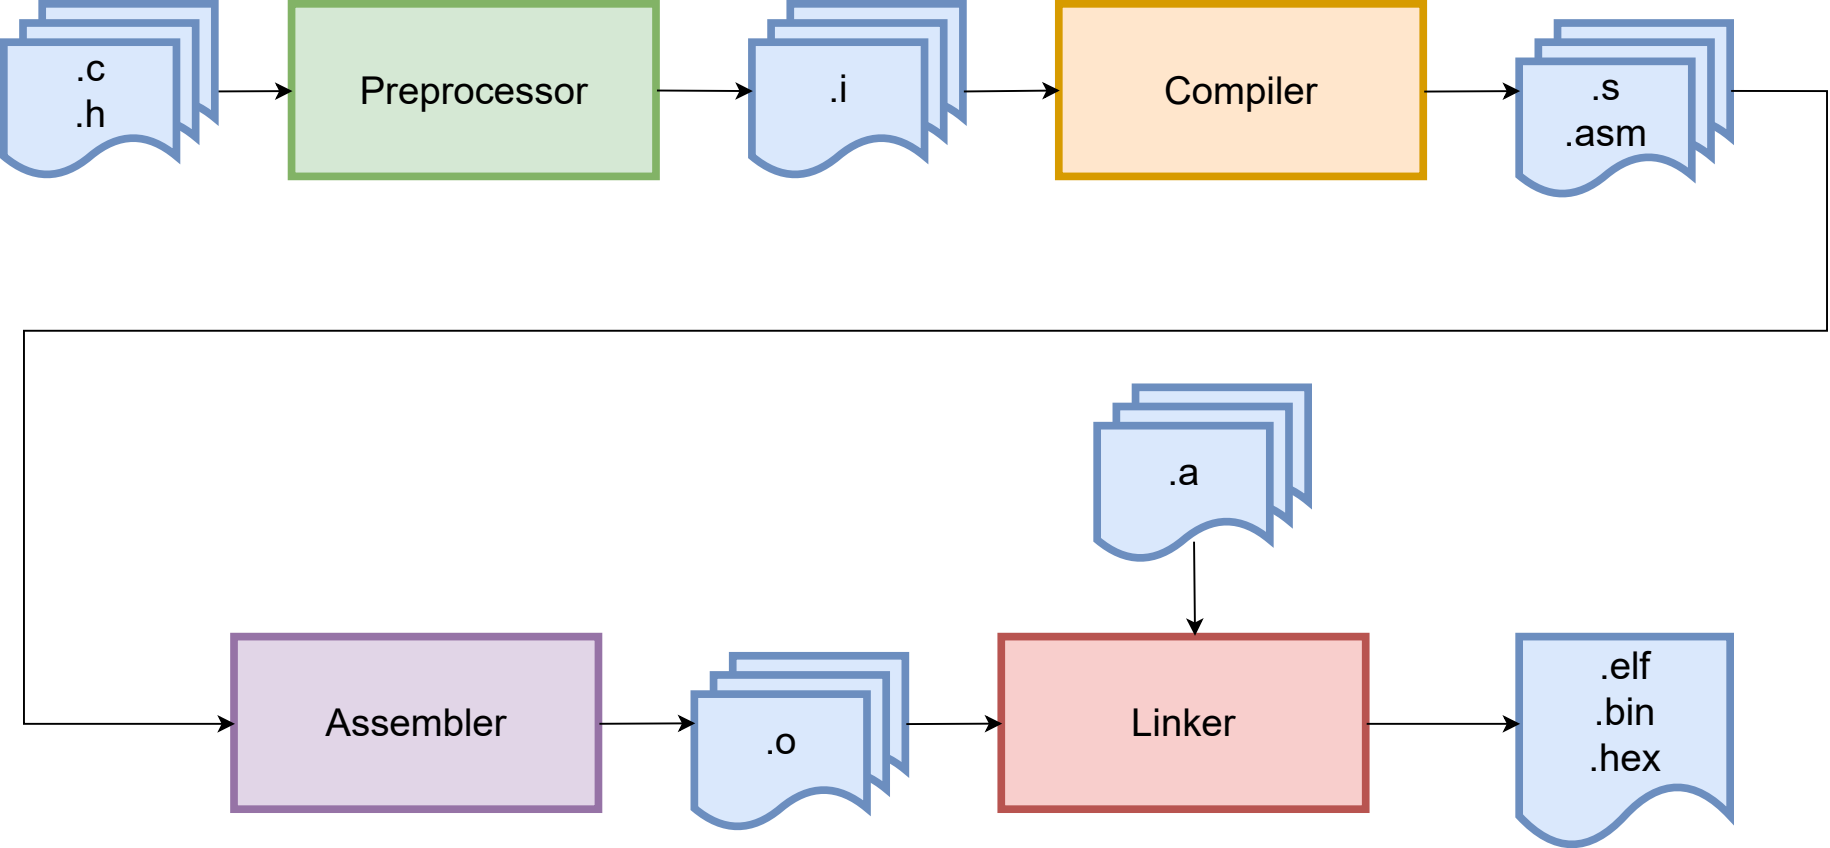 .c
.h
Preprocessor
.i
Compiler
.s
.asm
.a
Assembler
.o
Linker
.elf
.bin
.hex